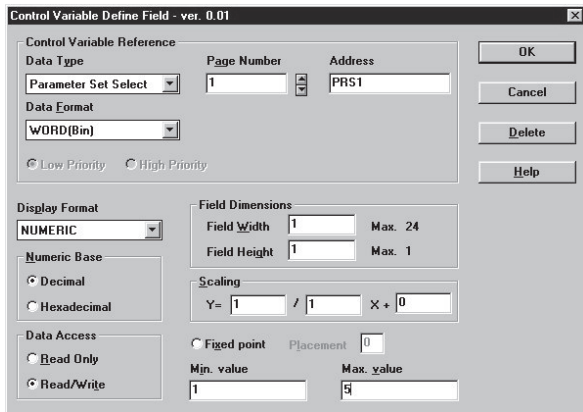 Control Variable Define Field - ver. 0.01
Control Variable Reference
Data Type
Page Number
Address
Parameter Set Select
1
PRS1
Data Format
WORD(Bin)
Low Priority
High Priority
OK
Cancel
Delete
Help
Display Format
NUMERIC
Numeric Base
Decimal
Hexadecimal
Data Access
Read Only
Read/Write
Field Dimensions
Field Width 1 Max. 24
Field Height 1 Max. 1
Scaling
Y= 1 / 1 X + 0
Fixed point Placement 0
Min. value
Max. value
1
5